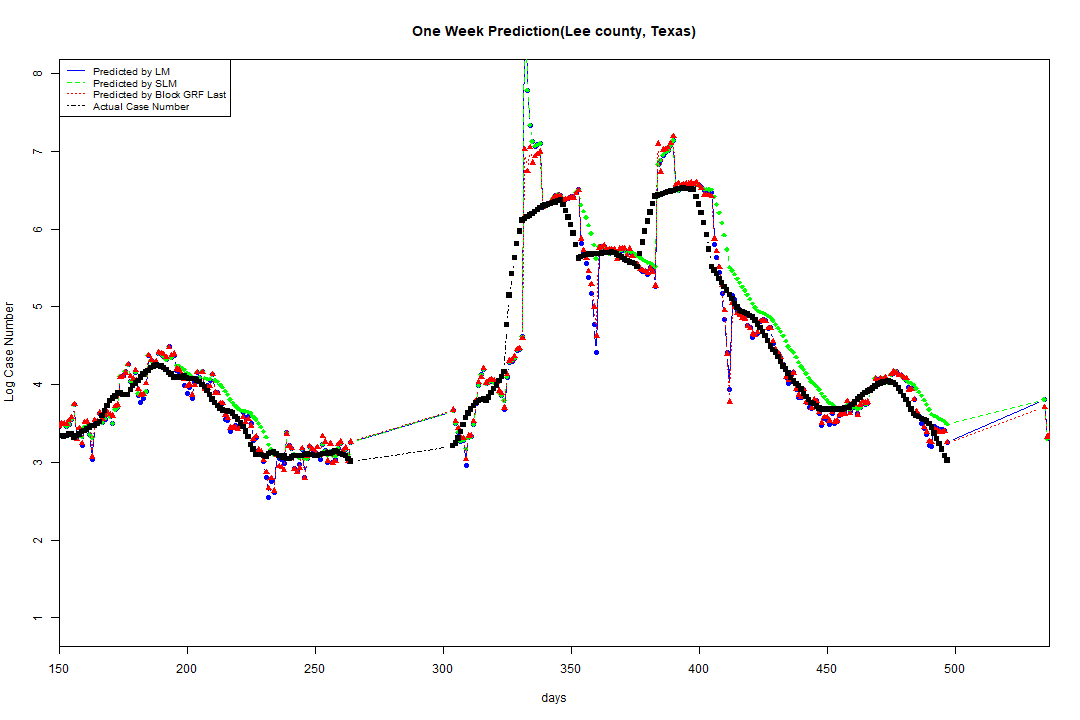 One Week Prediction(Lee county, Texas)
Predicted by LM
Predicted by SLM
Predicted by Block GRF Last
Actual Case Number
8
7
6
5
4
3
2
1
Log Case Number
150 200 250 300 350 400 450 500
days